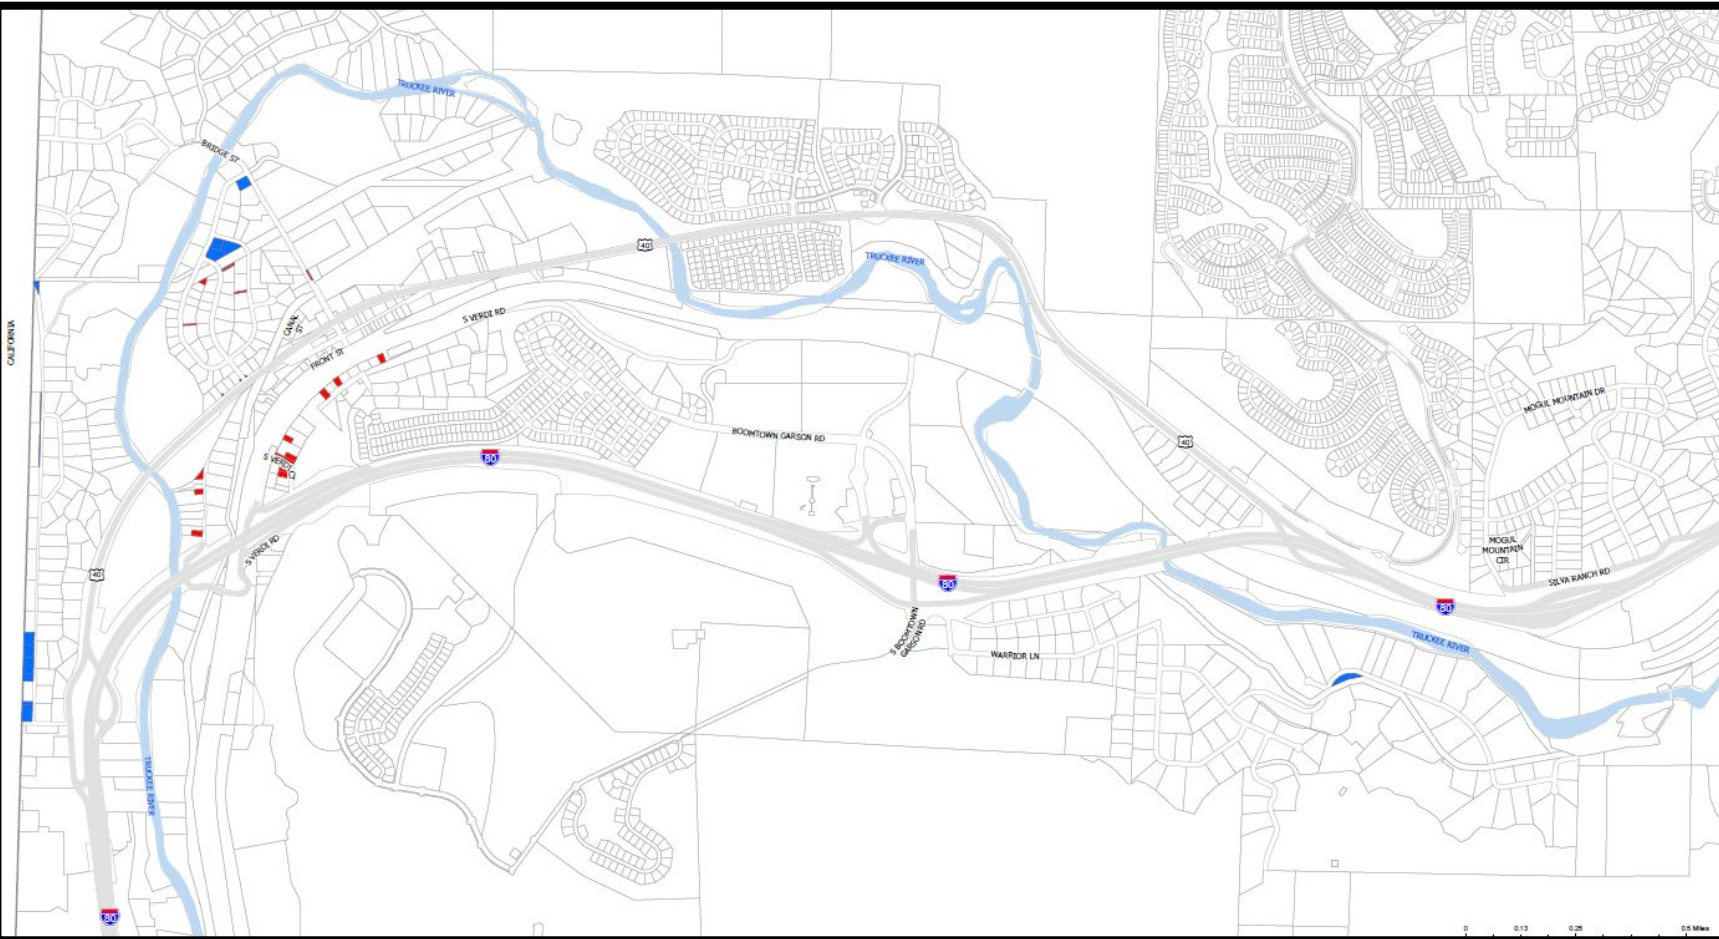 TRUCKEE RIVER
BRIDGE ST
40
TRUCKEE RIVER
CALIFORNIA
CANAL
ST
S VERDI RD
FRONT ST
MOGUL MOUNTAIN DR
BOOMTOWN GARSON RD
40
80
S VERDI CL
S VERDI RD
40
MOGUL
MOUNTAIN
CIR
SILVA RANCH RD
80
80
S BOOMTOWN
GARSON RD
WARRIOR LN
TRUCKEE RIVER
TRUCKEE RIVER
80
0 0.13 0.25 0.5 Miles